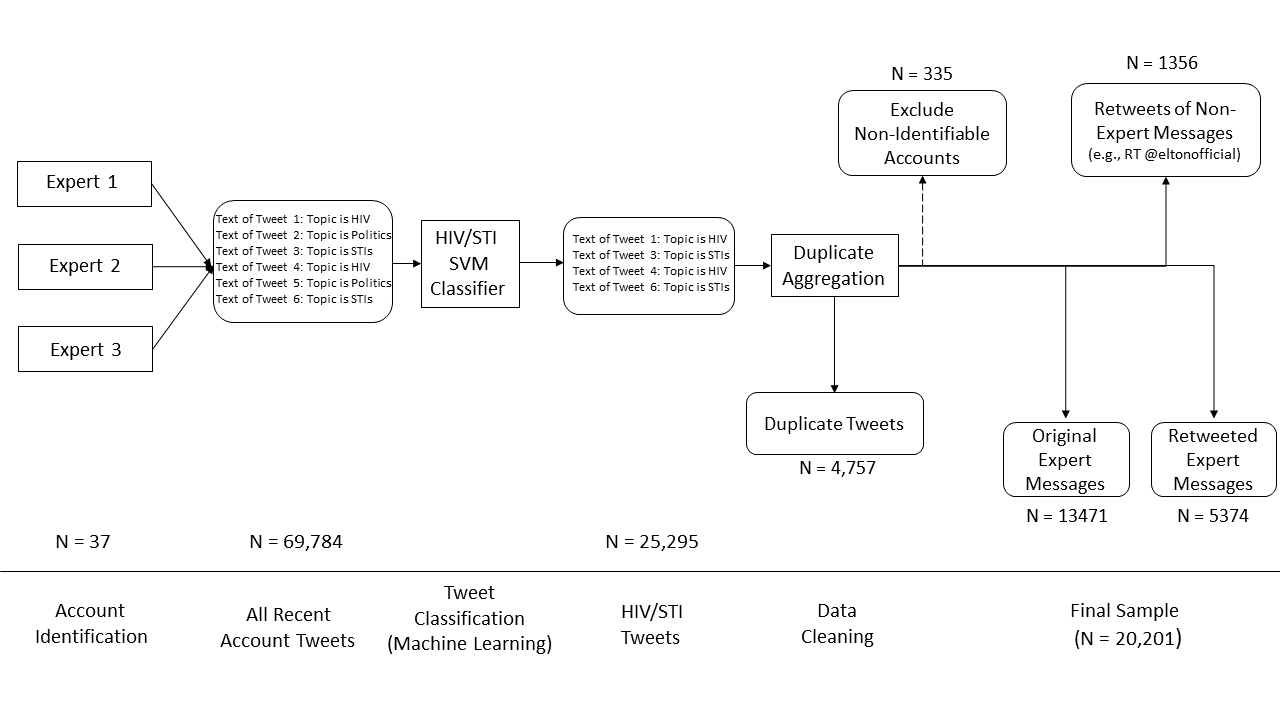 Expert 1
Expert 2
Expert 3
Text of Tweet 1: Topic is HIV
Text of Tweet 2: Topic is Politics
Text of Tweet 3: Topic is STIs
Text of Tweet 4: Topic is HIV
Text of Tweet 5: Topic is Politics
Text of Tweet 6: Topic is STIs
HIV/STI
SVM
Classifier
Text of Tweet 1: Topic is HIV
Text of Tweet 3: Topic is STIs
Text of Tweet 4: Topic is HIV
Text of Tweet 6: Topic is STIs
Duplicate
Aggregation
Duplicate Tweets
N = 4,757
N = 335
Exclude
Non-Identifiable
Accounts
N = 1356
Retweets of Non-
Expert Messages
(e.g., RT @eltonofficial)
Original
Expert
Messages
N = 13471
Retweeted
Expert
Messages
N = 5374
N = 37
N = 69,784
N = 25,295
Account
Identification
All Recent
Account Tweets
Tweet
Classification
(Machine Learning)
HIV/STI
Tweets
Data
Cleaning
Final Sample
(N = 20,201)